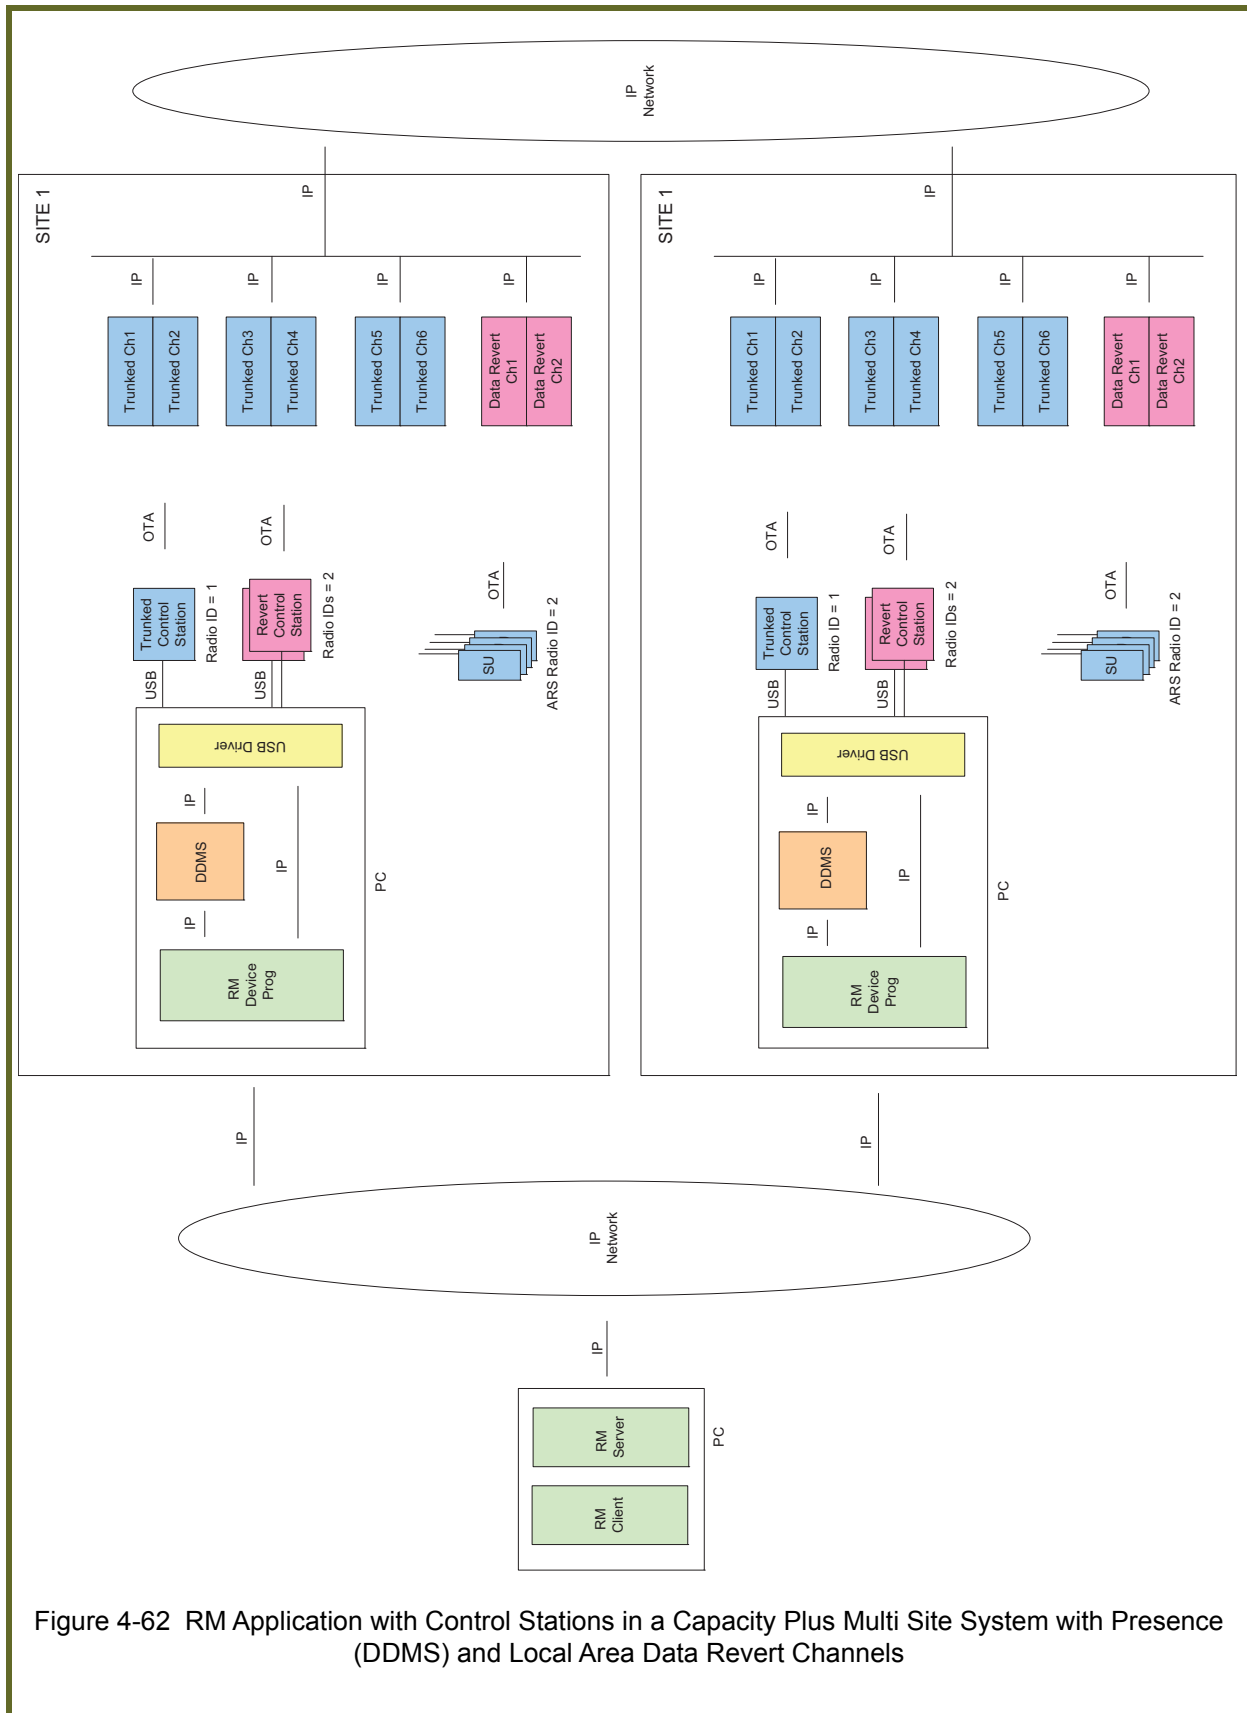 IP
Network
SITE 1
IP
IP
IP
IP
IP
Trunked Ch1
Trunked Ch2
Trunked Ch3
Trunked Ch4
Trunked Ch5
Trunked Ch6
Data Revert
Ch1
Data Revert
Ch2
OTA
OTA
OTA
Trunked
Control
Station
Radio ID = 1
Revert
Control
Station
Radio IDs = 2
SU
ARS Radio ID = 2
USB
USB
USB Driver
IP
DDMS
IP
IP
RM
Device
Prog
PC
SITE 1
IP
IP
IP
IP
IP
Trunked Ch1
Trunked Ch2
Trunked Ch3
Trunked Ch4
Trunked Ch5
Trunked Ch6
Data Revert
Ch1
Data Revert
Ch2
OTA
OTA
OTA
Trunked
Control
Station
Radio ID = 1
Revert
Control
Station
Radio IDs = 2
SU
ARS Radio ID = 2
USB
USB
USB Driver
IP
DDMS
IP
IP
RM
Device
Prog
PC
IP
IP
IP
Network
IP
RM
Server
RM
Client
PC
Figure 4-62 RM Application with Control Stations in a Capacity Plus Multi Site System with Presence
(DDMS) and Local Area Data Revert Channels